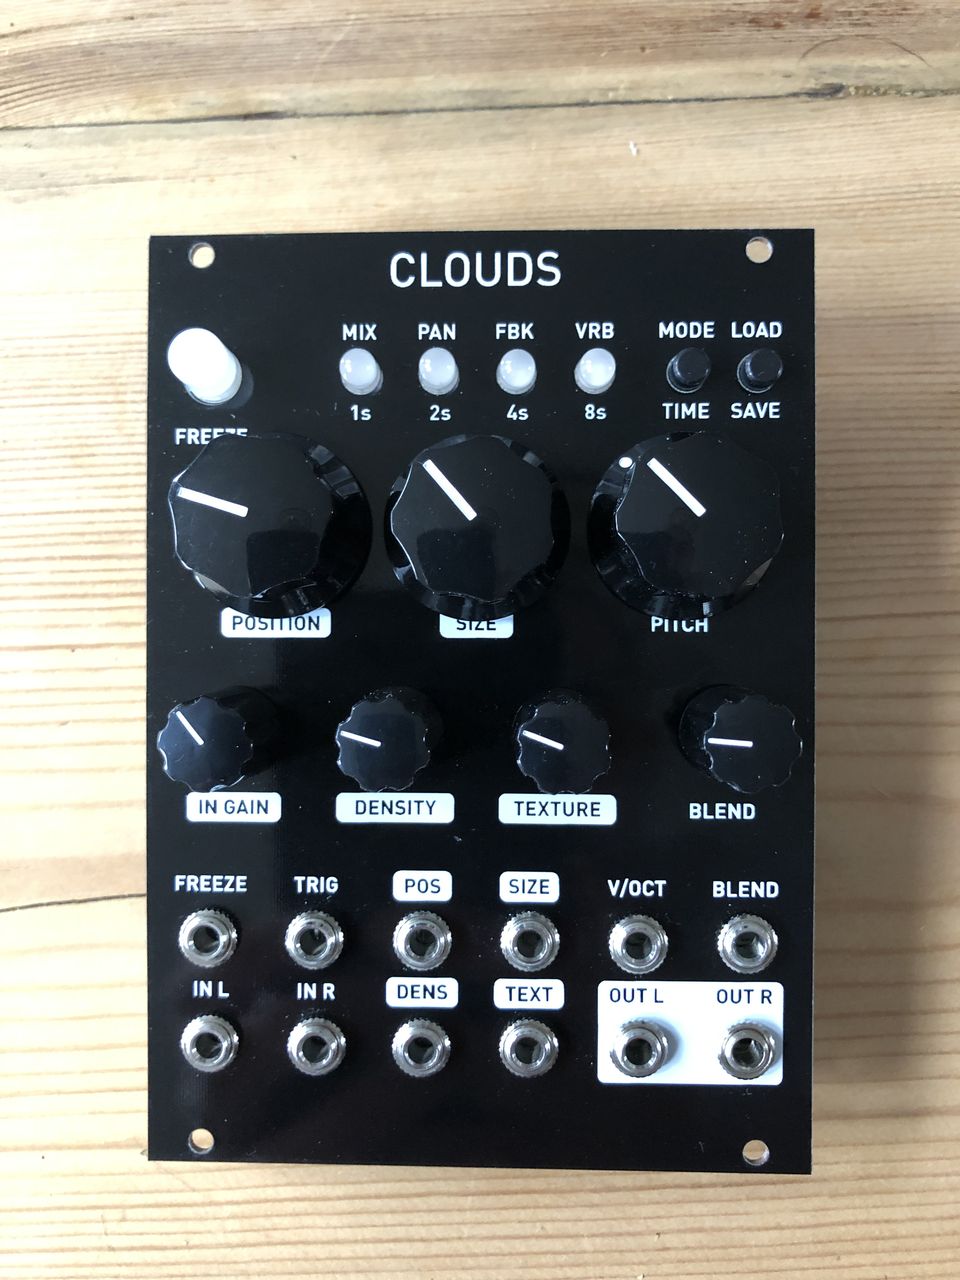 CLOUDS
MIX PAN FBK VRB MODE LOAD
1s 2s 4s 8s TIME SAVE
FREEZE
POSITION SIZE PITCH
IN GAIN DENSITY TEXTURE BLEND
FREEZE TRIG POS SIZE V/OCT BLEND
IN L IN R DENS TEXT OUT L OUT R